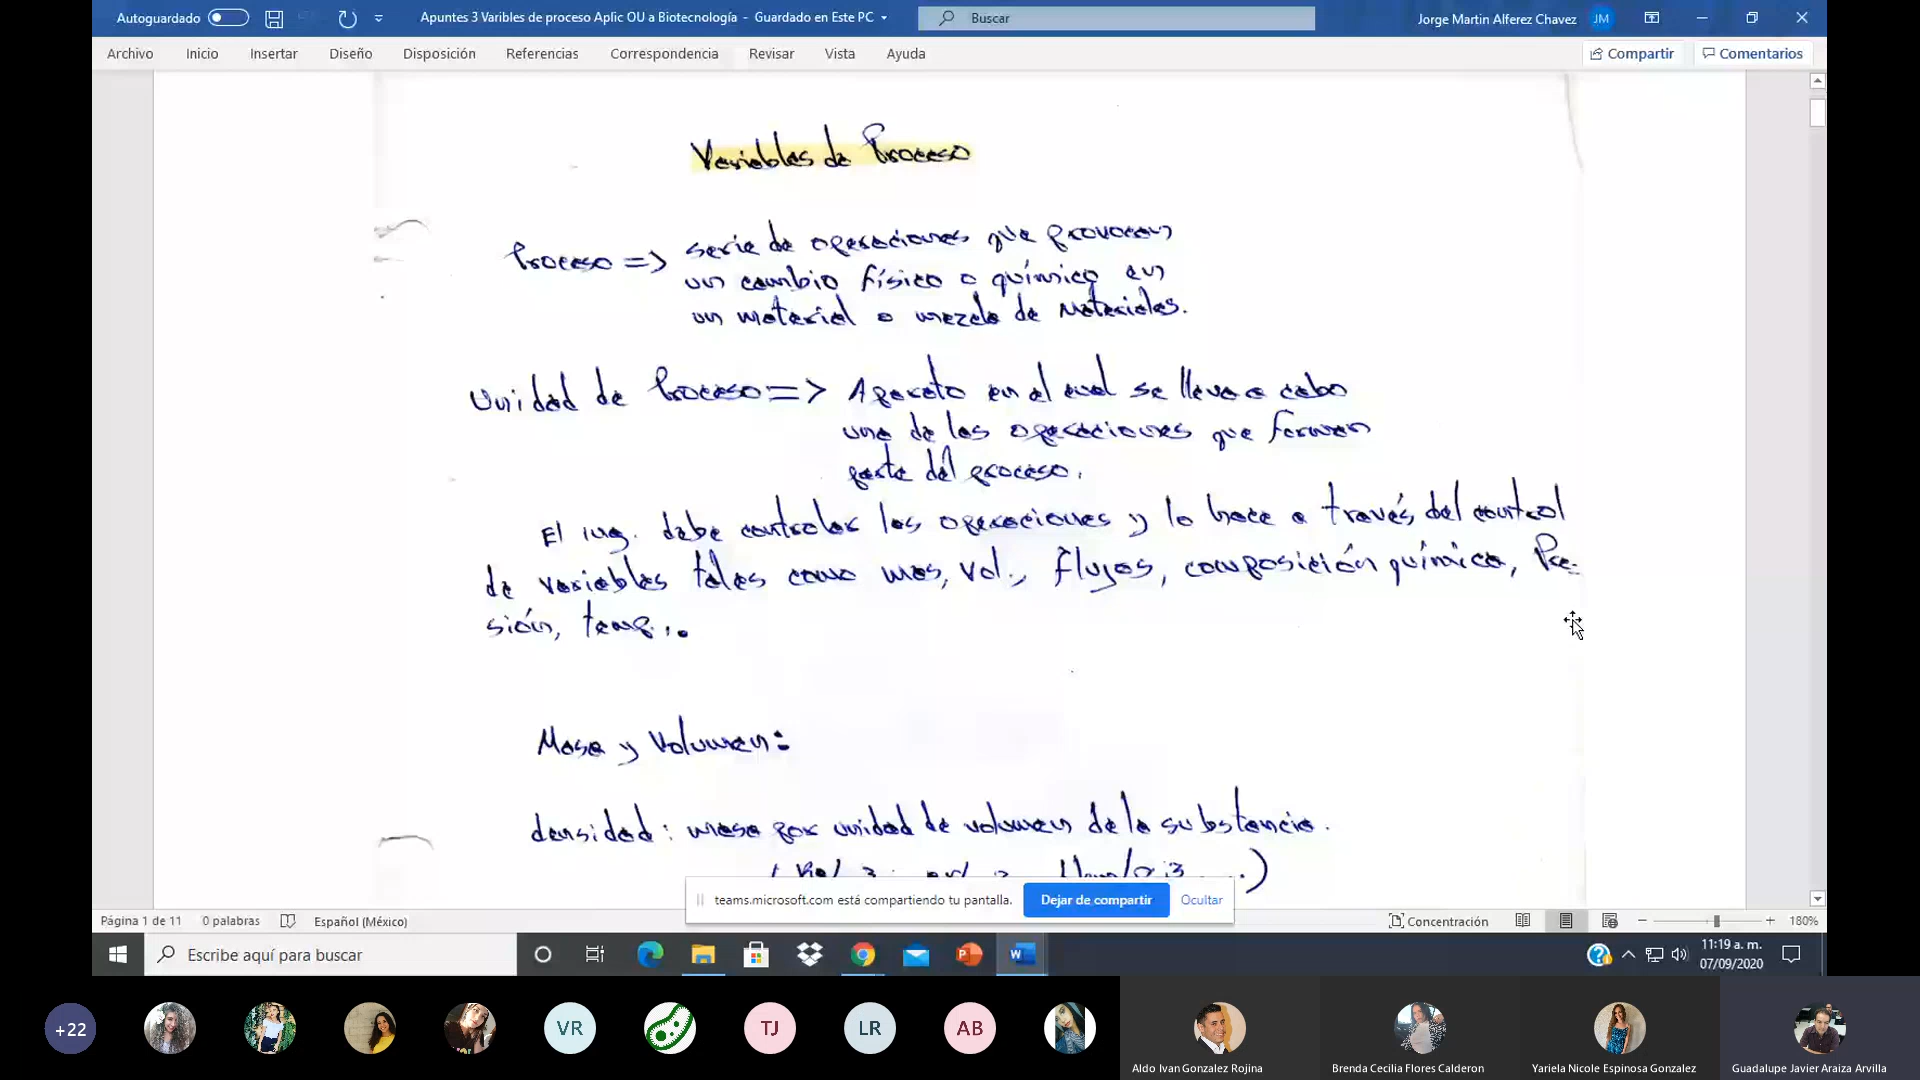 Autoguardado
Apuntes 3 Varibles de proceso Aplic OU a Biotecnología - Guardado en Este PC
Buscar
Jorge Martin Alferez Chavez JM
Archivo Inicio Insertar Diseño Disposición Referencias Correspondencia Revisar Vista Ayuda Compartir Comentarios
Variables de Proceso
Proceso => serie de operaciones que provocan
un cambio físico o químico en
un material o mezcla de materiales.
Unidad de Proceso => Aparato en el cual se lleva a cabo
una de las operaciones que forman
parte del proceso.
El ing. debe controlar las operaciones y lo hace a través del control
de variables tales como mas, vol., flujos, composición química, Pre-
sión, temp...
Masa y Volumen:
densidad: masa por unidad de volumen de la substancia.
teams.microsoft.com está compartiendo tu pantalla. Dejar de compartir Ocultar
Página 1 de 11 0 palabras Español (México) Concentración 180%
Escribe aquí para buscar
11:19 a. m.
07/09/2020
+22 VR TJ LR AB
Aldo Ivan Gonzalez Rojina Brenda Cecilia Flores Calderon Yariela Nicole Espinosa Gonzalez Guadalupe Javier Araiza Arvilla